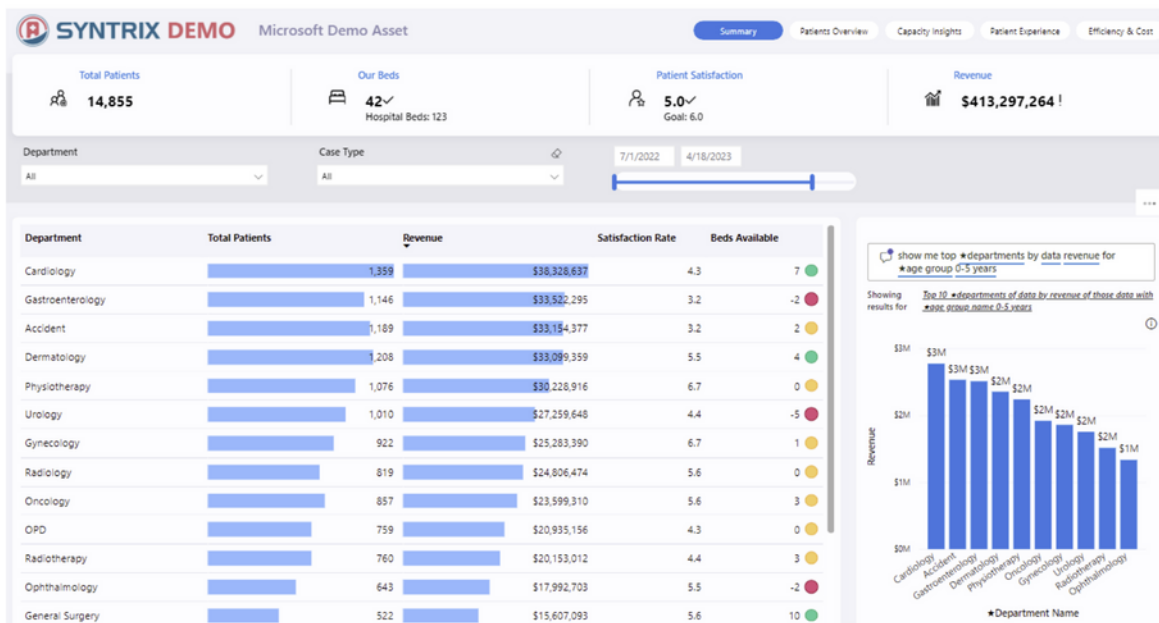 SYNTRIX DEMO Microsoft Demo Asset
Summary Patients Overview Capacity Insights Patient Experience Efficiency & Cost
Total Patients Our Beds Patient Satisfaction Revenue
14,855 42✓ 5.0✓ $413,297,264 !
Hospital Beds: 123 Goal: 6.0
Department Case Type
All All 7/1/2022 4/18/2023
Department Total Patients Revenue Satisfaction Rate Beds Available
Cardiology 1,359 $38,328,637 4.3 7
Gastroenterology 1,146 $33,522,295 3.2 -2
Accident 1,189 $33,154,377 3.2 2
Dermatology 1,208 $33,099,359 5.5 4
Physiotherapy 1,076 $30,228,916 6.7 0
Urology 1,010 $27,259,648 4.4 -5
Gynecology 922 $25,283,390 6.7 1
Radiology 819 $24,806,474 5.6 0
Oncology 857 $23,599,310 5.6 3
OPD 759 $20,935,156 4.3 0
Radiotherapy 760 $20,153,012 4.4 3
Ophthalmology 643 $17,992,703 5.5 -2
General Surgery 522 $15,607,093 5.6 10
show me top ★departments by data revenue for
★age group 0-5 years
Showing Top 10 ★departments of data by revenue of those data with
results for ★age group name 0-5 years
$3M
$2M
$1M
$0M
Revenue
$3M $3M $3M $2M $2M $2M $2M $2M $2M $1M
Cardiology Accident Gastroenterology Dermatology Physiotherapy Oncology Gynecology Urology Radiotherapy Ophthalmology
★Department Name